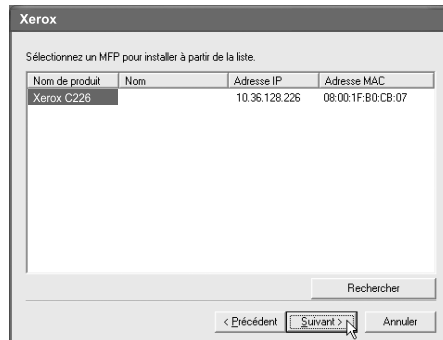 Xerox
Sélectionnez un MFP pour installer à partir de la liste.
Nom de produit Nom Adresse IP Adresse MAC
Xerox C226 10.36.128.226 08:00:1F:B0:CB:07
Rechercher
< Précédent Suivant > Annuler